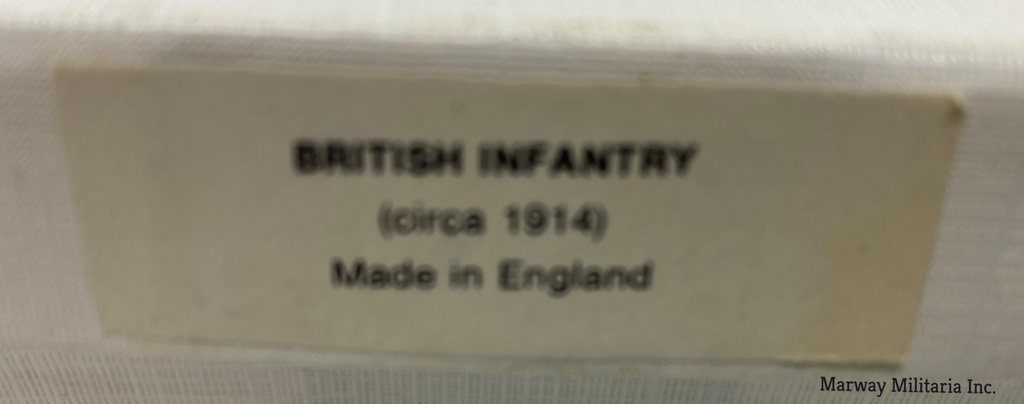 BRITISH INFANTRY
(circa 1914)
Made in England
Marway Militaria Inc.